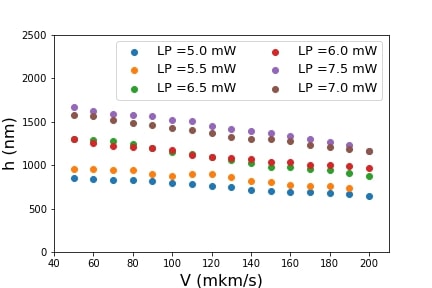 2500
2000
1500
1000
500
0
h (nm)
LP =5.0 mW
LP =5.5 mW
LP =6.5 mW
LP =6.0 mW
LP =7.5 mW
LP =7.0 mW
40 60 80 100 120 140 160 180 200
V (mkm/s)